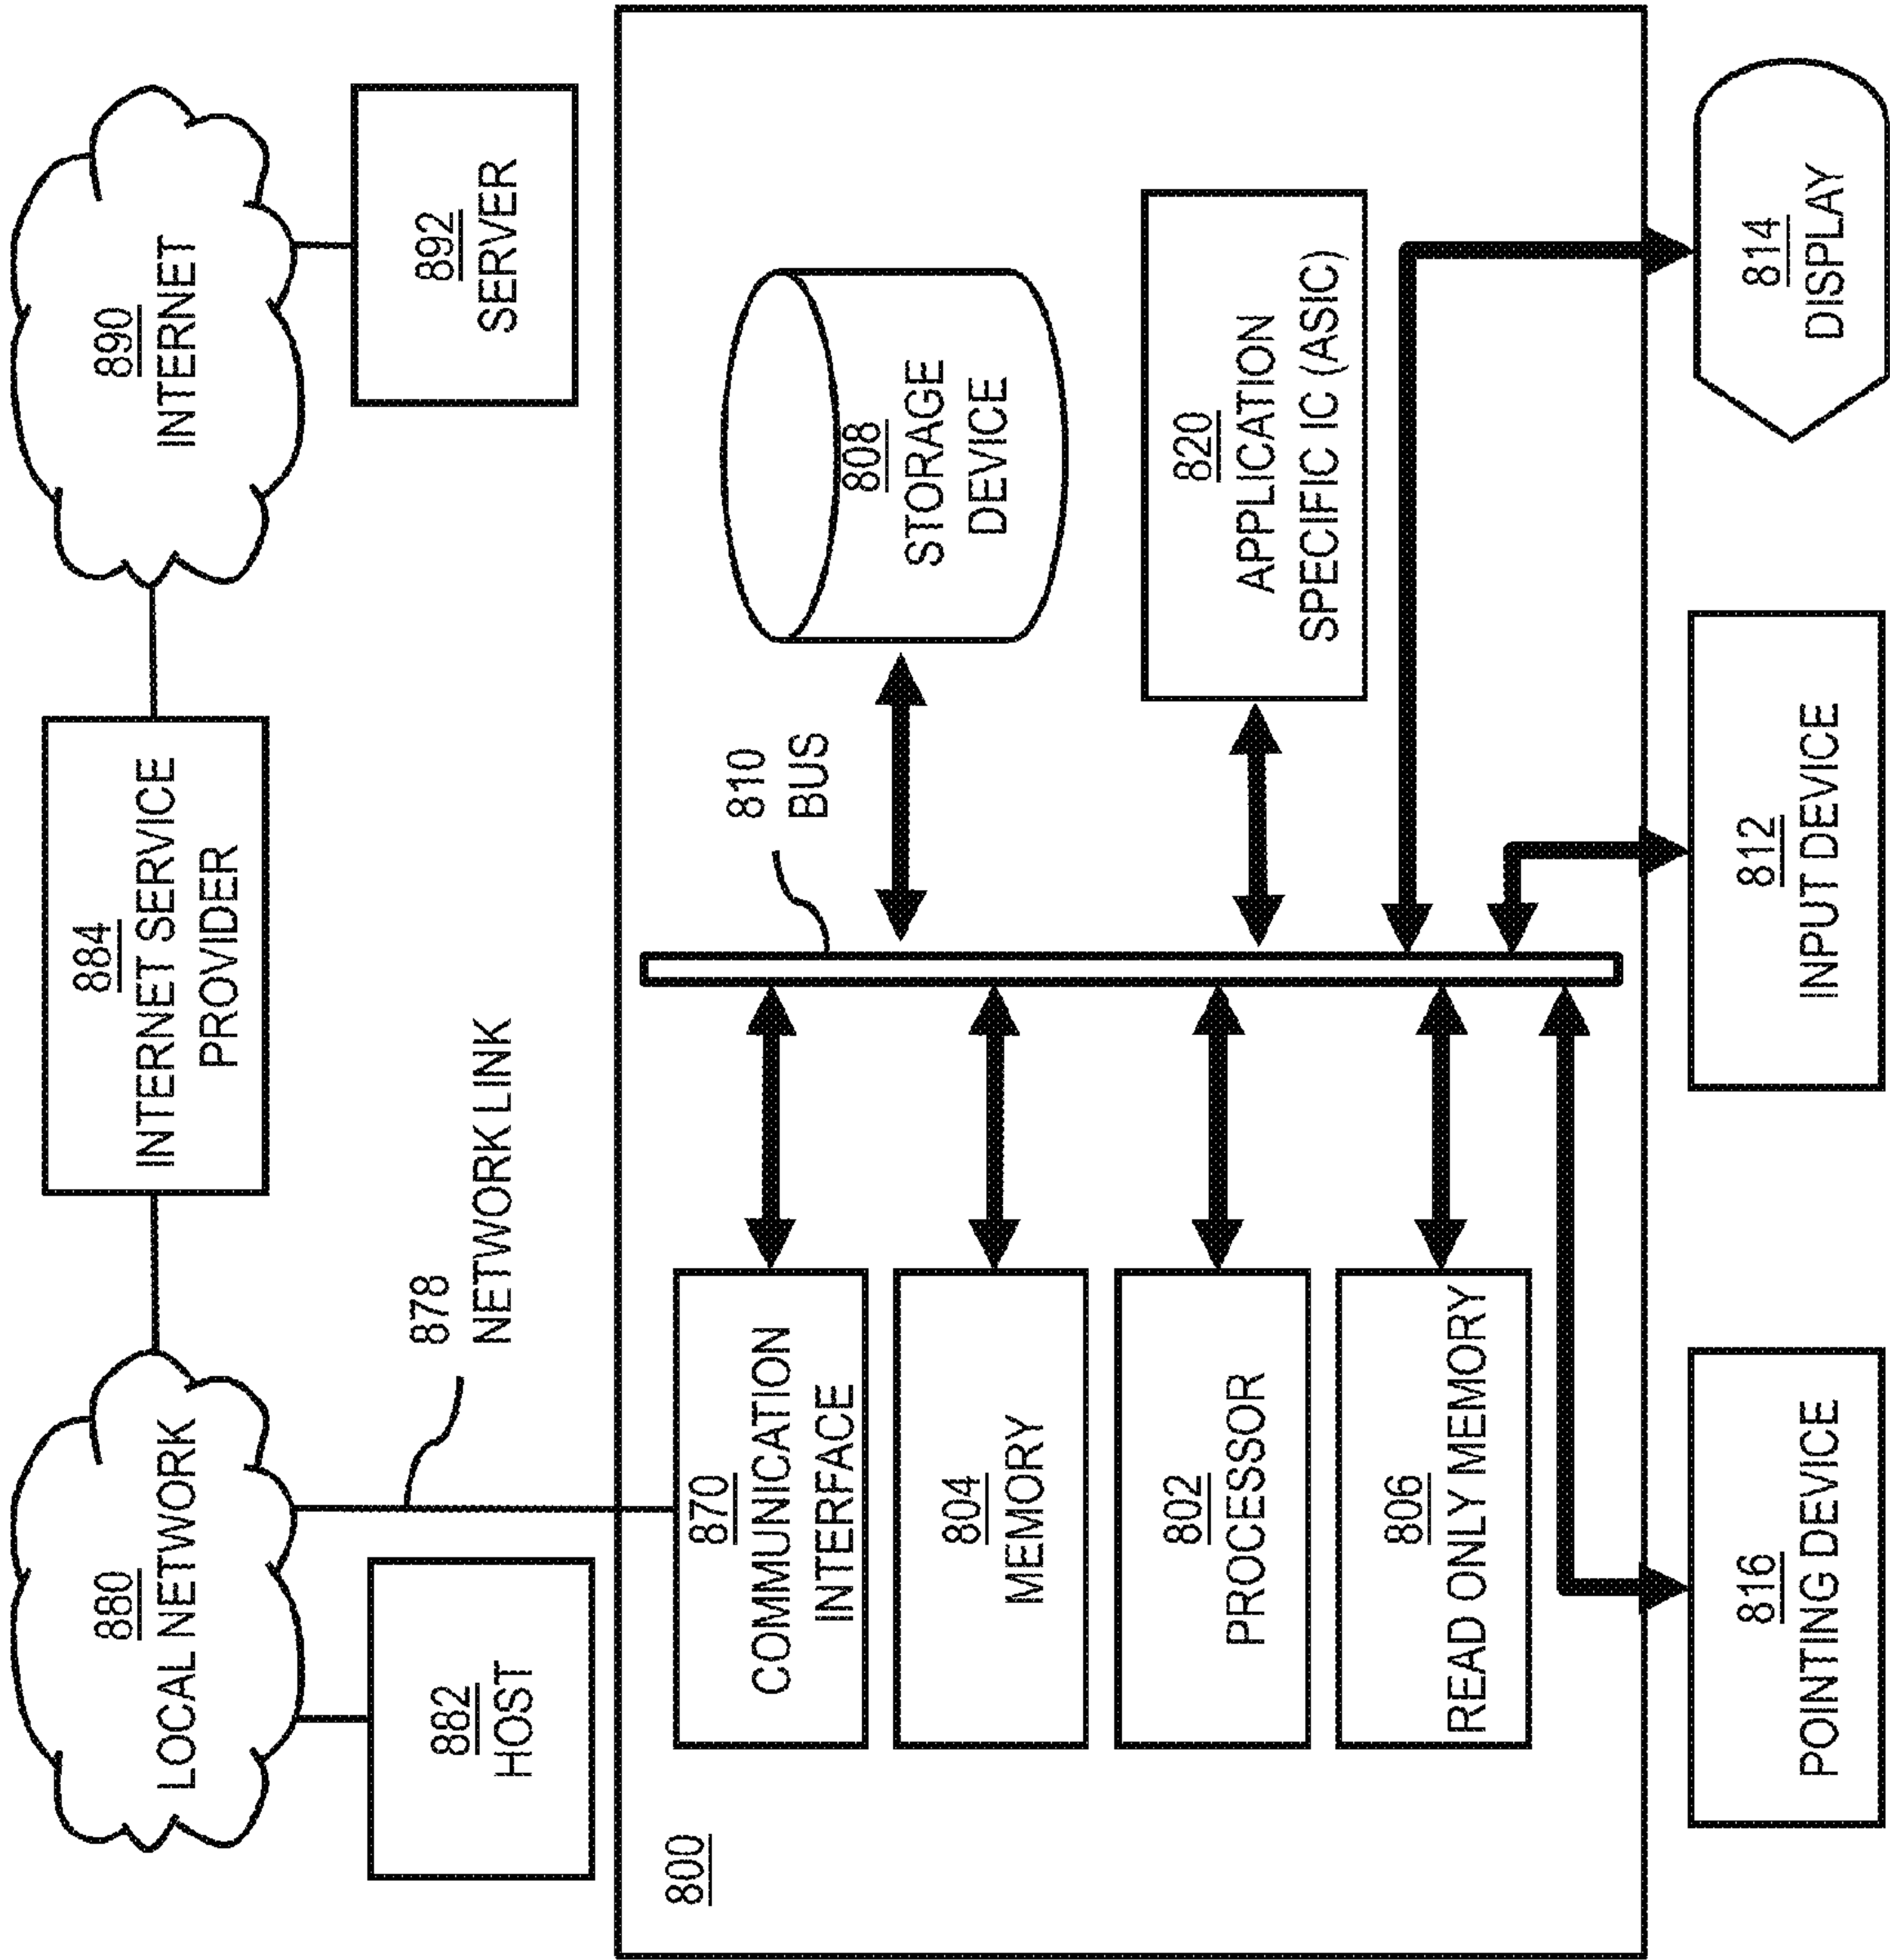 880
LOCAL NETWORK
884
INTERNET SERVICE
PROVIDER
890
INTERNET
882
HOST
878
NETWORK LINK
892
SERVER
800
870
COMMUNICATION
INTERFACE
804
MEMORY
802
PROCESSOR
806
READ ONLY MEMORY
810
BUS
808
STORAGE
DEVICE
820
APPLICATION
SPECIFIC IC (ASIC)
816
POINTING DEVICE
812
INPUT DEVICE
814
DISPLAY